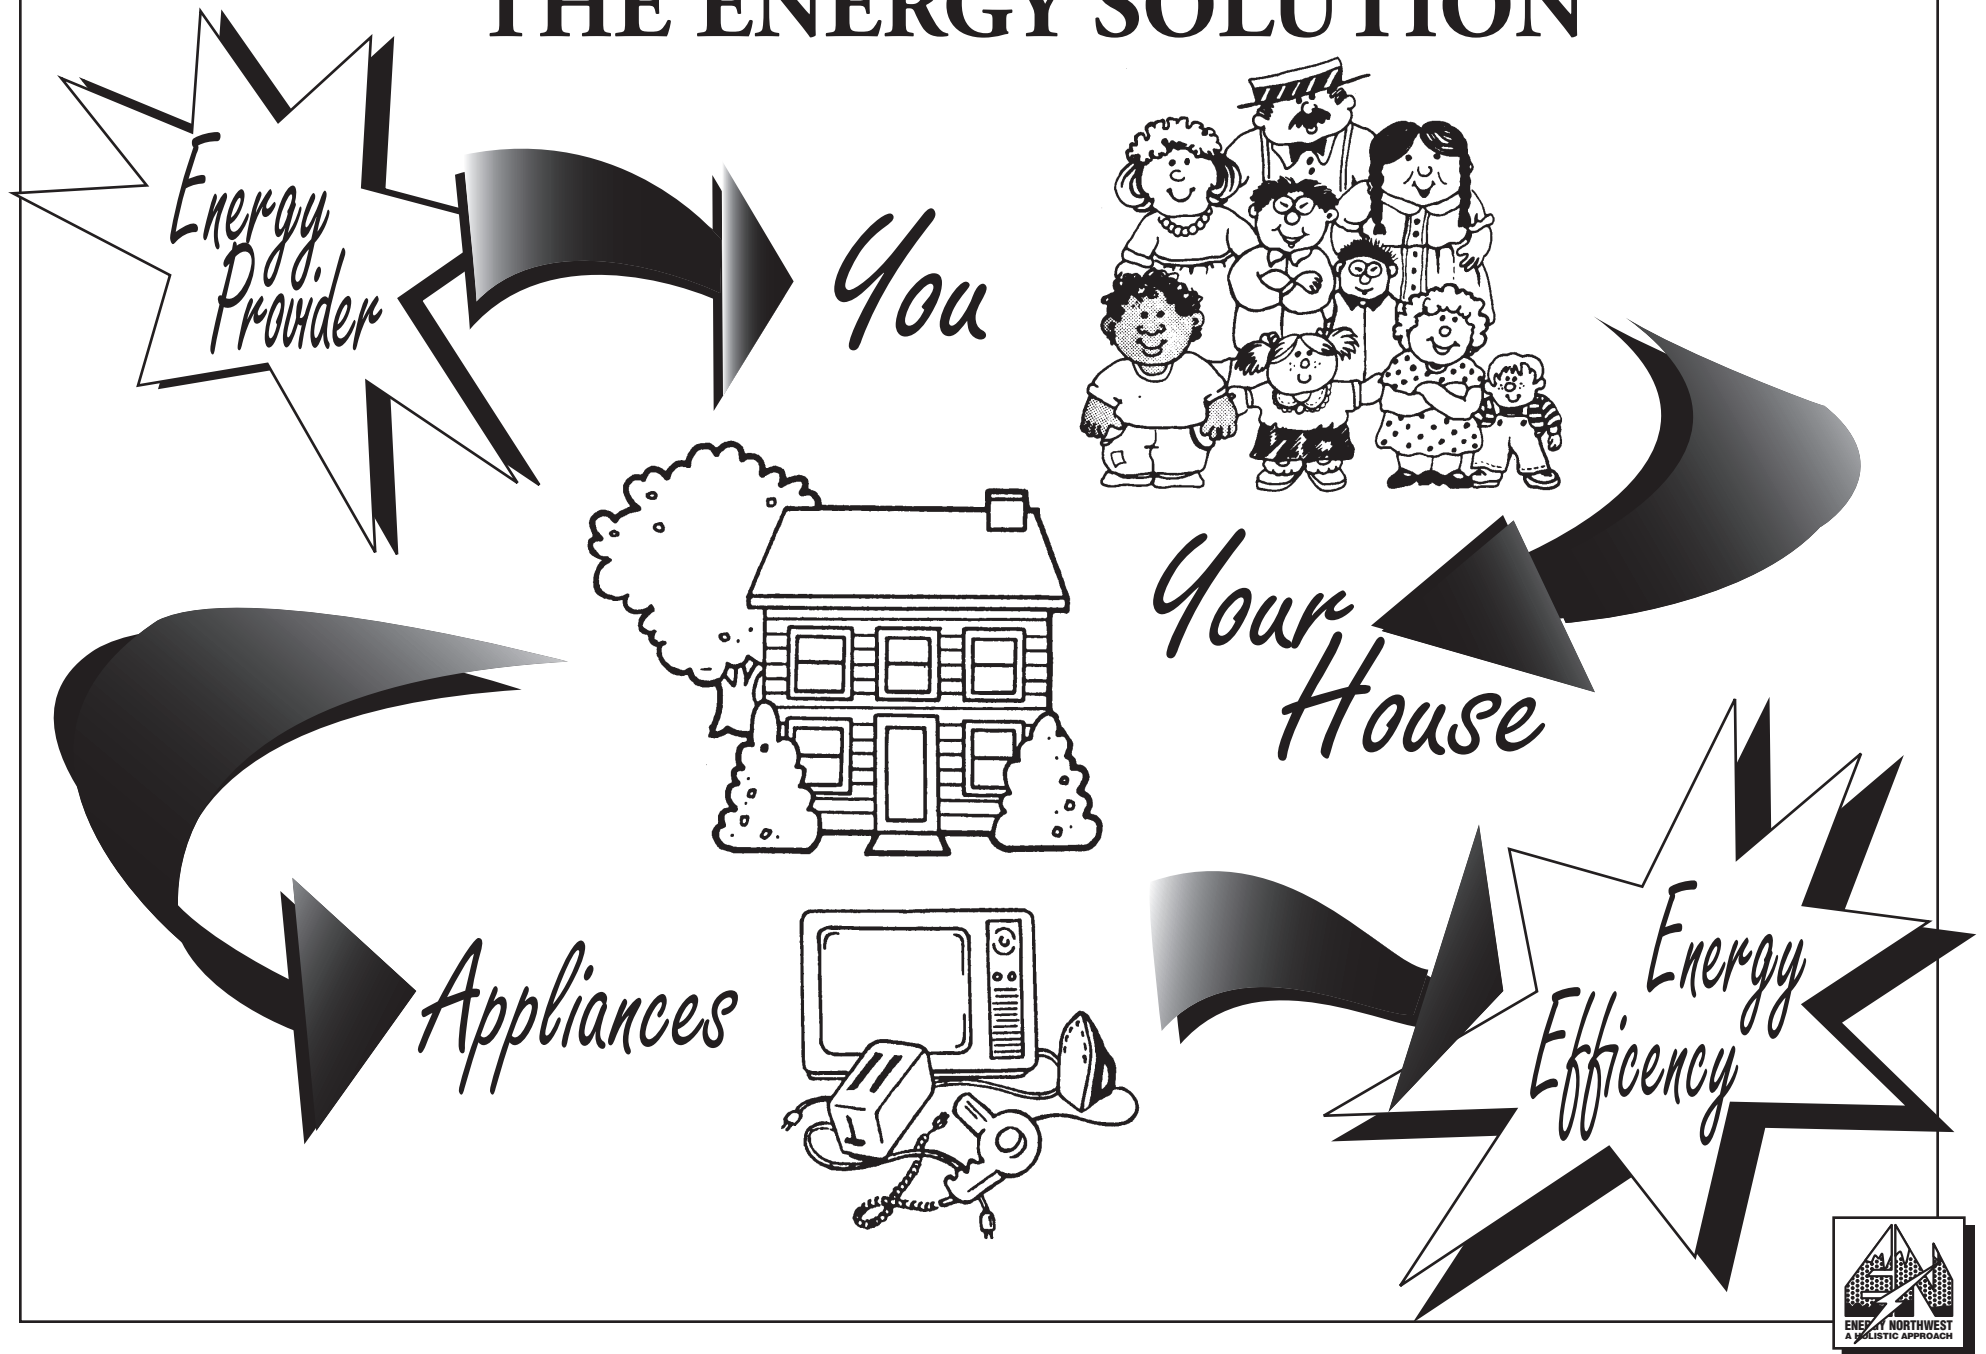 THE ENERGY SOLUTION
Energy
Provider
You
Your
House
Appliances
Energy
Efficency
ENERGY NORTHWEST
A HOLISTIC APPROACH